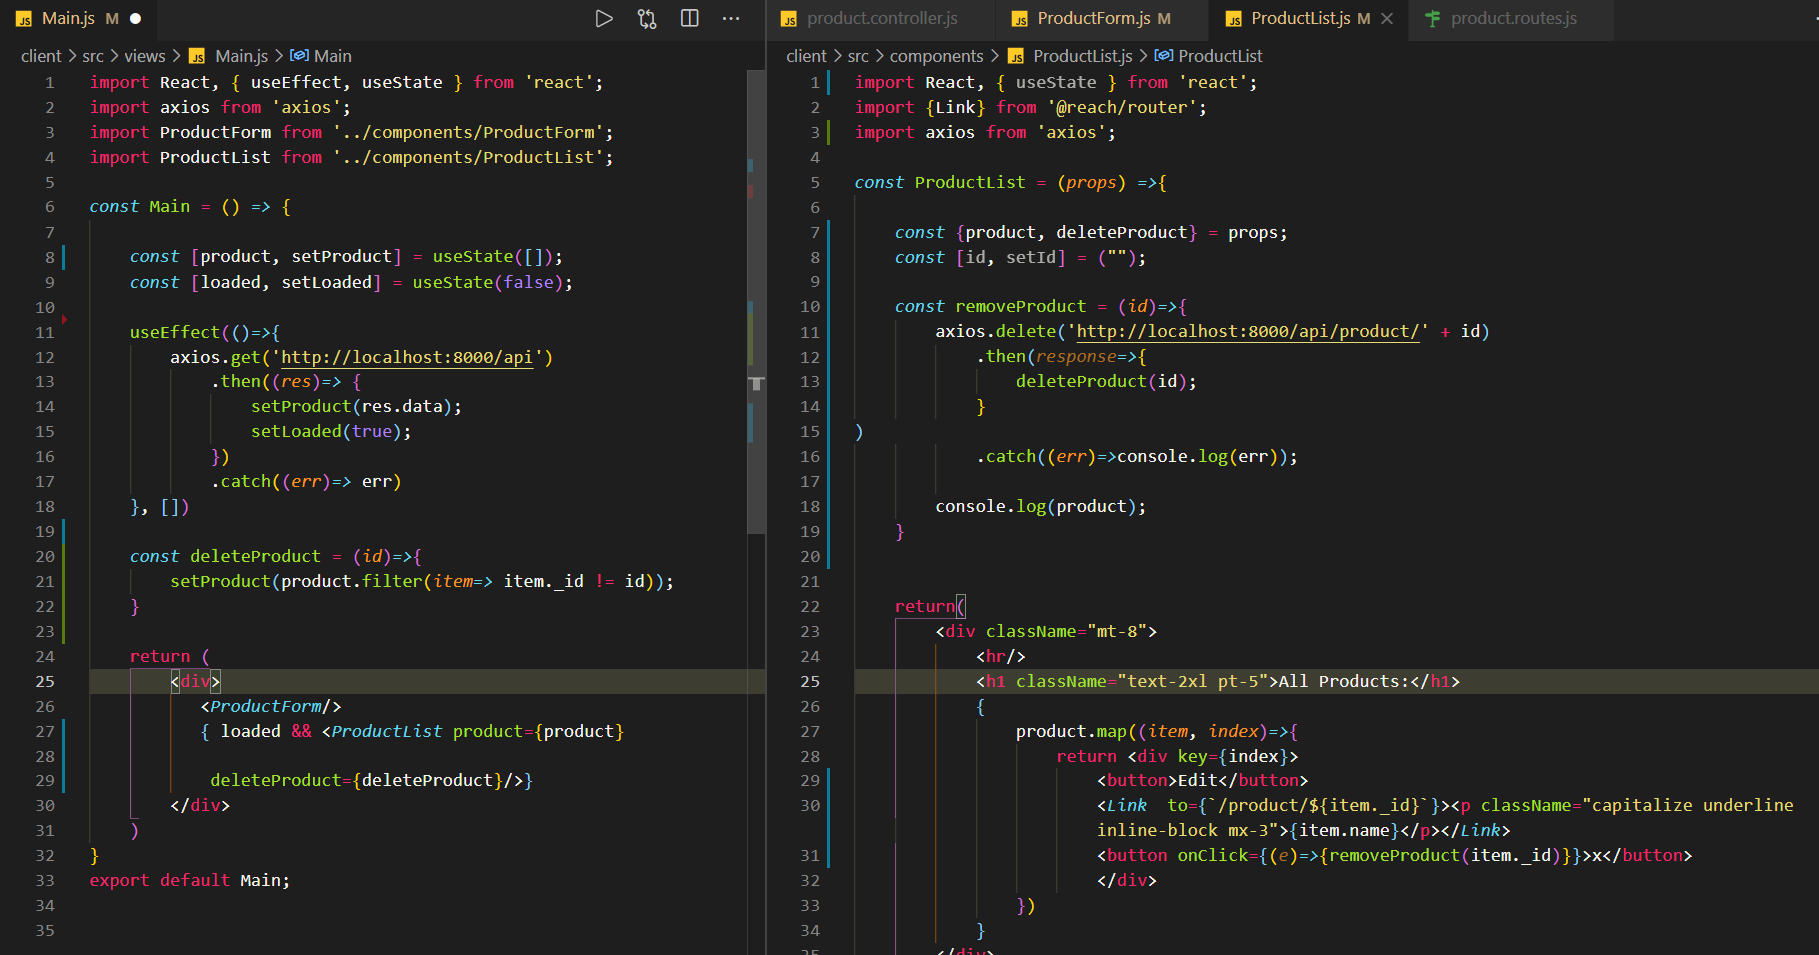 JS Main.js M
client > src > views > JS Main.js > Main
1 import React, { useEffect, useState } from 'react';
2 import axios from 'axios';
3 import ProductForm from '../components/ProductForm';
4 import ProductList from '../components/ProductList';
5
6 const Main = () => {
7
8 const [product, setProduct] = useState([]);
9 const [loaded, setLoaded] = useState(false);
10
11 useEffect(()=>{
12 axios.get('http://localhost:8000/api')
13 .then((res)=> {
14 setProduct(res.data);
15 setLoaded(true);
16 })
17 .catch((err)=> err)
18 }, [])
19
20 const deleteProduct = (id)=>{
21 setProduct(product.filter(item=> item._id != id));
22 }
23
24 return (
25 <div>
26 <ProductForm/>
27 { loaded && <ProductList product={product}
28
29 deleteProduct={deleteProduct}/>}
30 </div>
31 )
32 }
33 export default Main;
34
35
JS product.controller.js JS ProductForm.js M JS ProductList.js M product.routes.js
client > src > components > JS ProductList.js > ProductList
1 import React, { useState } from 'react';
2 import {Link} from '@reach/router';
3 import axios from 'axios';
4
5 const ProductList = (props) =>{
6
7 const {product, deleteProduct} = props;
8 const [id, setId] = ("");
9
10 const removeProduct = (id)=>{
11 axios.delete('http://localhost:8000/api/product/' + id)
12 .then(response=>{
13 deleteProduct(id);
14 }
15 )
16 .catch((err)=>console.log(err));
17
18 console.log(product);
19 }
20
21
22 return(
23 <div className="mt-8">
24 <hr/>
25 <h1 className="text-2xl pt-5">All Products:</h1>
26 {
27 product.map((item, index)=>{
28 return <div key={index}>
29 <button>Edit</button>
30 <Link  to={`/product/${item._id}`}><p className="capitalize underline
inline-block mx-3">{item.name}</p></Link>
31 <button onClick={(e)=>{removeProduct(item._id)}}>x</button>
32 </div>
33 })
34 }
35 </div>